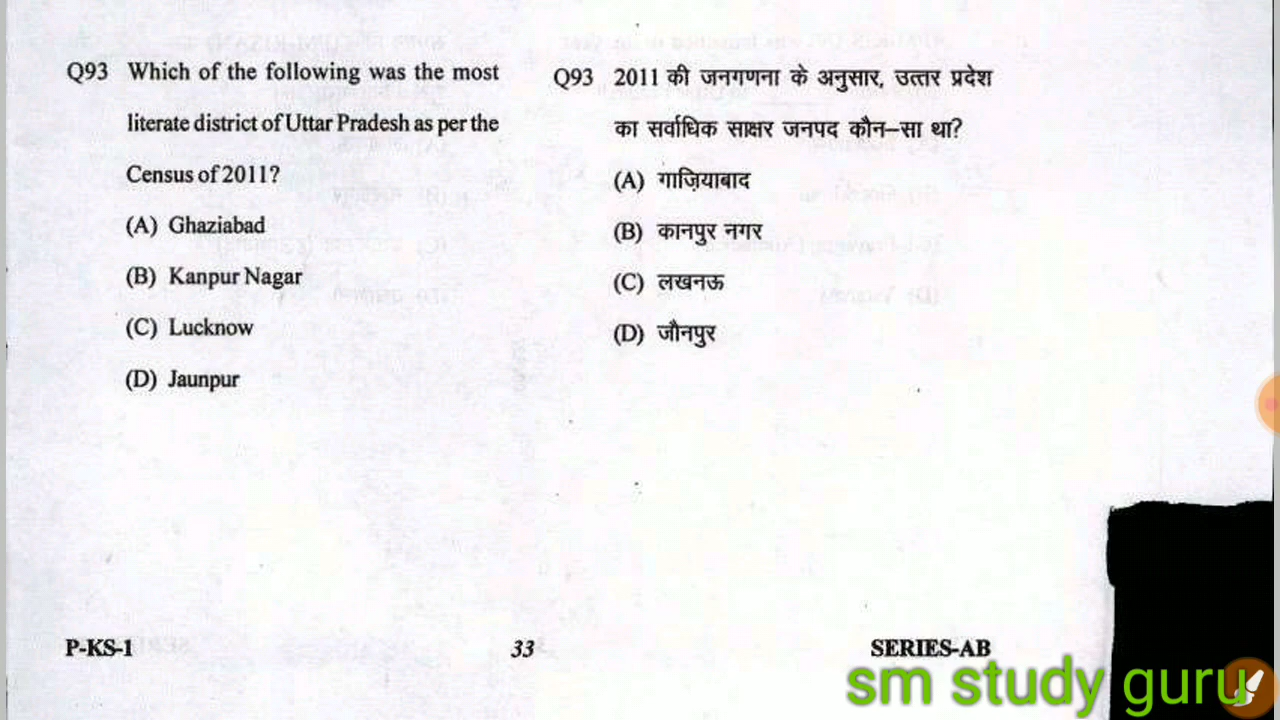 Q93 Which of the following was the most
literate district of Uttar Pradesh as per the
Census of 2011?
(A) Ghaziabad
(B) Kanpur Nagar
(C) Lucknow
(D) Jaunpur
Q93 2011 की जनगणना के अनुसार, उत्तर प्रदेश
का सर्वाधिक साक्षर जनपद कौन–सा था?
(A) गाज़ियाबाद
(B) कानपुर नगर
(C) लखनऊ
(D) जौनपुर
P-KS-1
33
SERIES-AB
sm study guru